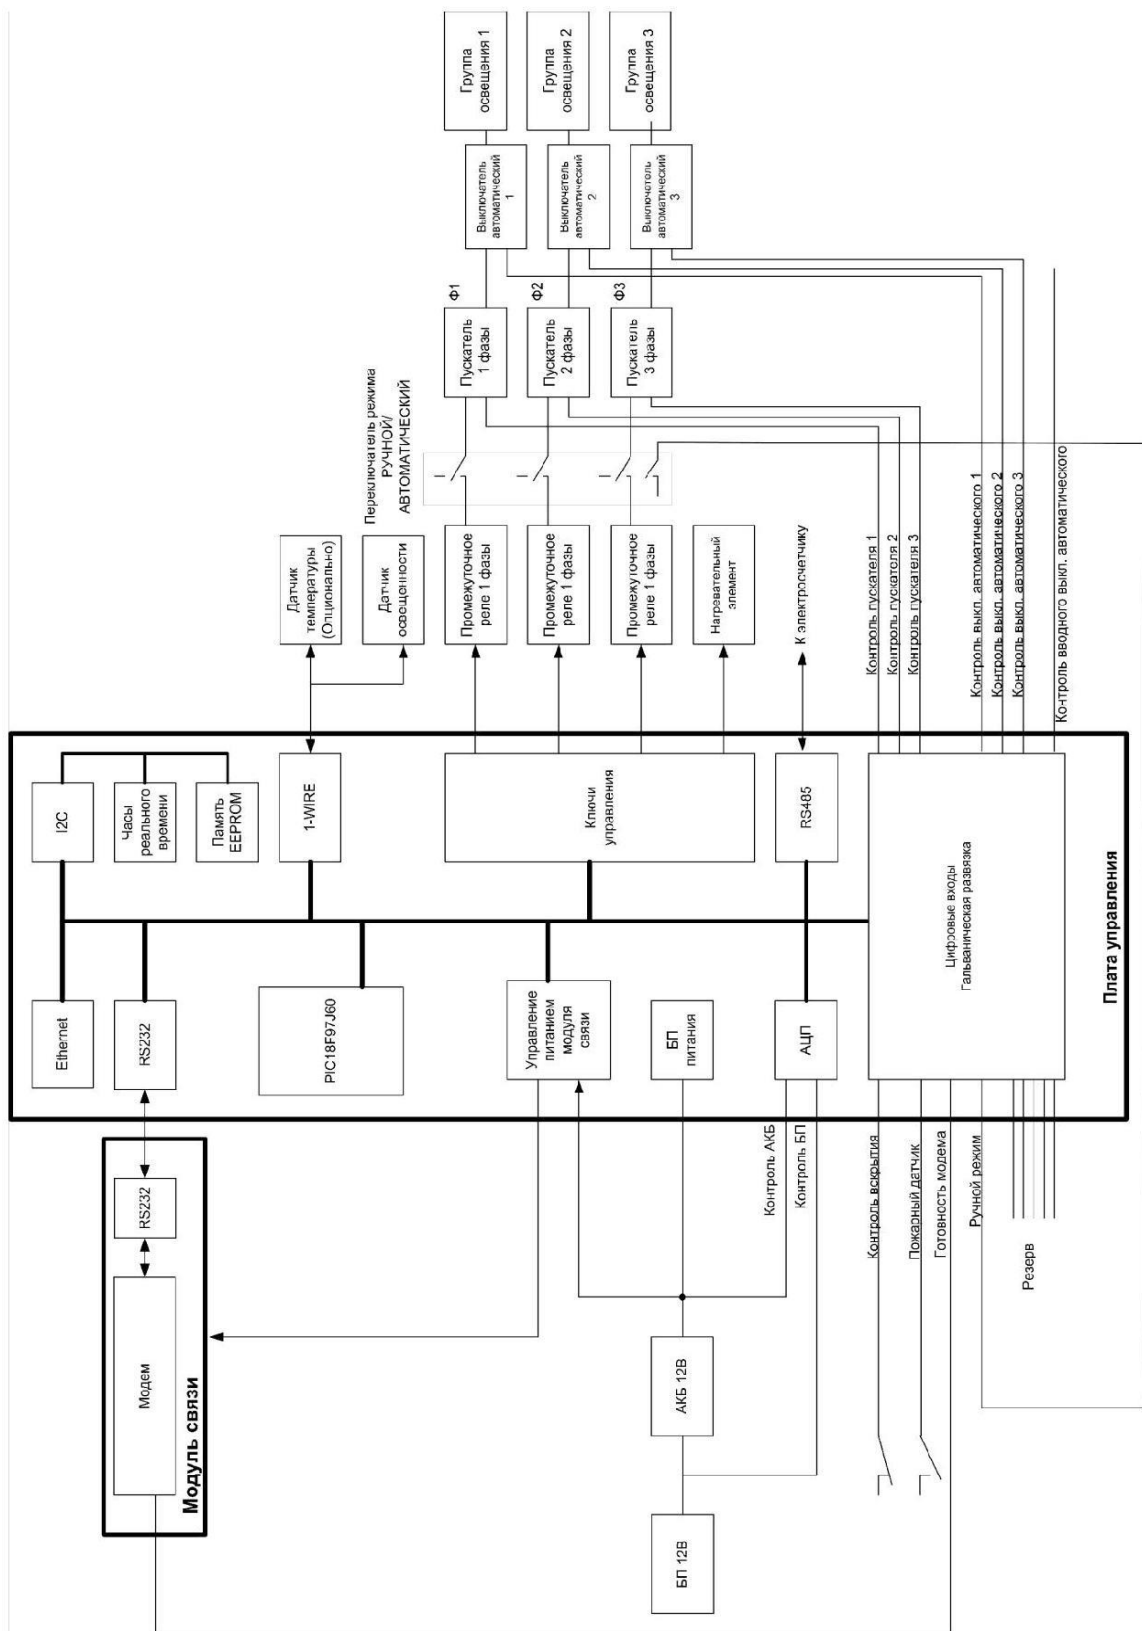 Модуль связи
Модем
RS232
БП 12В
АКБ 12В
Контроль АКБ
Контроль БП
Контроль вскрытия
Пожарный датчик
Готовность модема
Ручной режим
Резерв
Плата управления
Ethernet
RS232
PIC18F97J60
Управление
питанием
модуля
связи
БП
питания
АЦП
Цифровые входы
Гальваническая развязка
I2C
Часы
реального
времени
Память
EEPROM
1-WIRE
Ключи
управления
RS485
Датчик
температуры
(Опционально)
Датчик
освещенности
Промежуточное
реле 1 фазы
Промежуточное
реле 1 фазы
Промежуточное
реле 1 фазы
Нагревательный
элемент
К электросчетчику
Контроль пускателя 1
Контроль пускателя 2
Контроль пускателя 3
Контроль выкл. автоматического 1
Контроль выкл. автоматического 2
Контроль выкл. автоматического 3
Контроль вводного выкл. автоматического
Переключатель режима
РУЧНОЙ/
АВТОМАТИЧЕСКИЙ
Пускатель
1 фазы
Пускатель
2 фазы
Пускатель
3 фазы
Ф1
Ф2
Ф3
Выключатель
автоматический
1
Выключатель
автоматический
2
Выключатель
автоматический
3
Группа
освещения 1
Группа
освещения 2
Группа
освещения 3